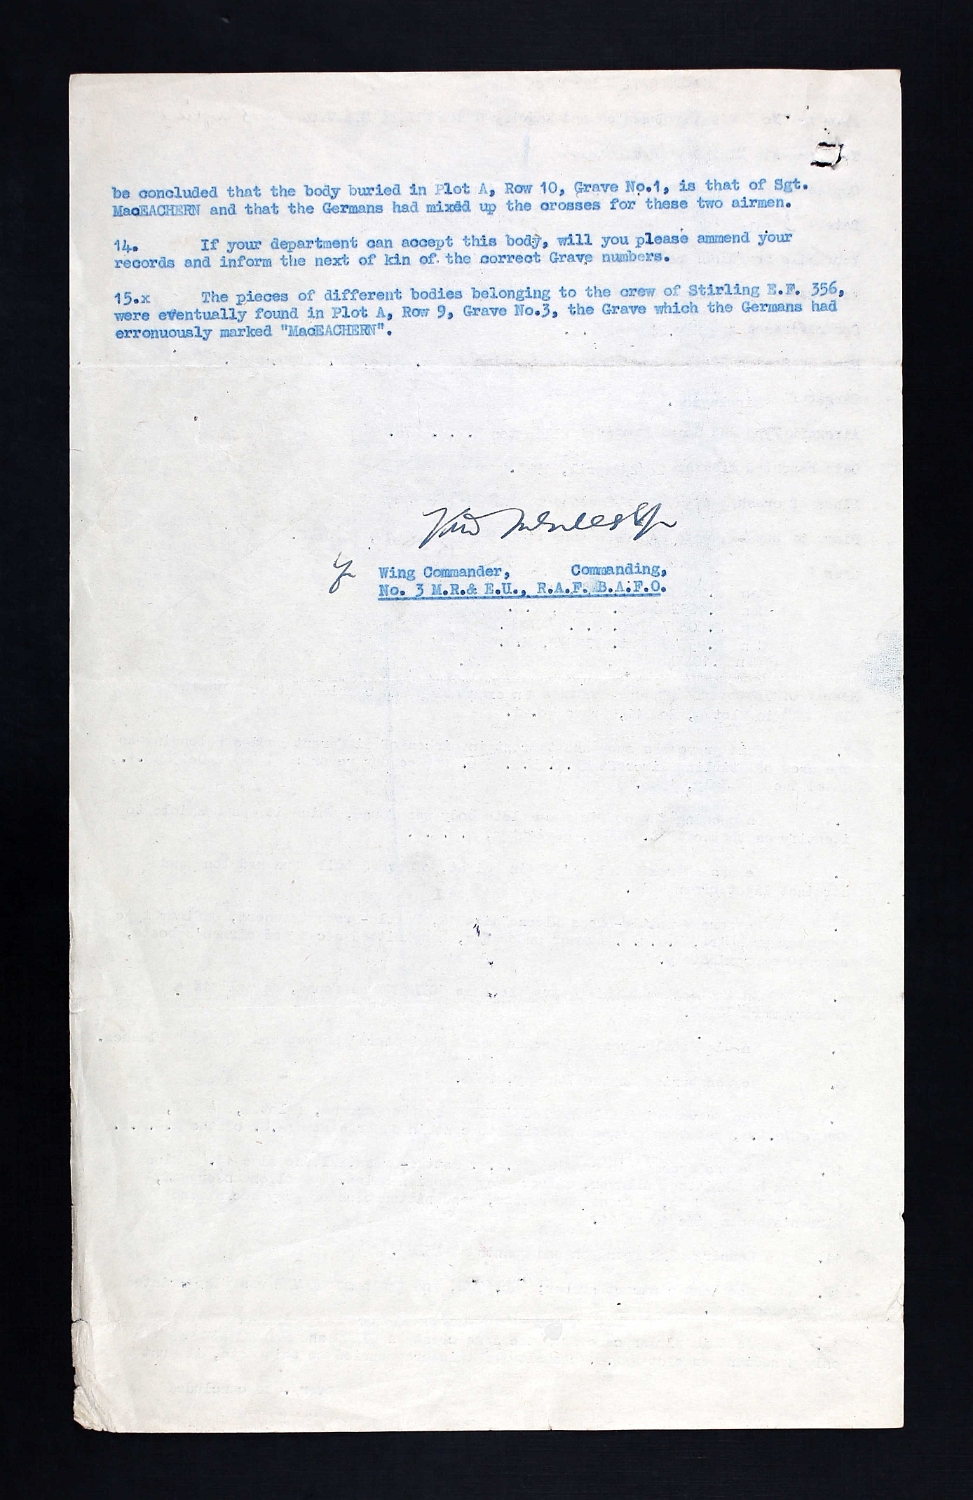 be concluded that the body buried in Plot A, Row 10, Grave No.1, is that of Sgt.
MacEACHERN and that the Germans had mixed up the crosses for these two airmen.
14. If your department can accept this body, will you please ammend your
records and inform the next of kin of the correct Grave numbers.
15.x The pieces of different bodies belonging to the crew of Stirling E.F. 356,
were eventually found in Plot A, Row 9, Grave No.3, the Grave which the Germans had
erronuously marked "MacEACHERN".
Wing Commander, Commanding,
No. 3 M.R.& E.U., R.A.F. B.A.F.O.